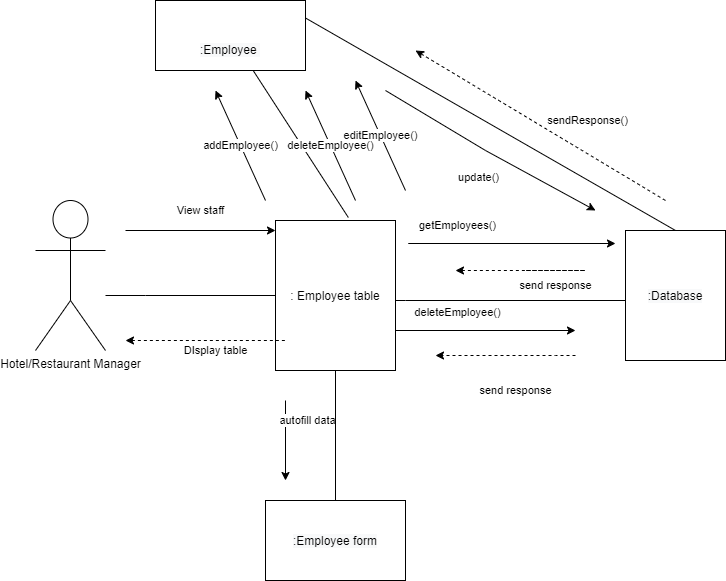 :Employee
sendResponse()
editEmployee()
addEmployee()
deleteEmployee()
update()
View staff
getEmployees()
send response
: Employee table
:Database
deleteEmployee()
DIsplay table
Hotel/Restaurant Manager
send response
autofill data
:Employee form